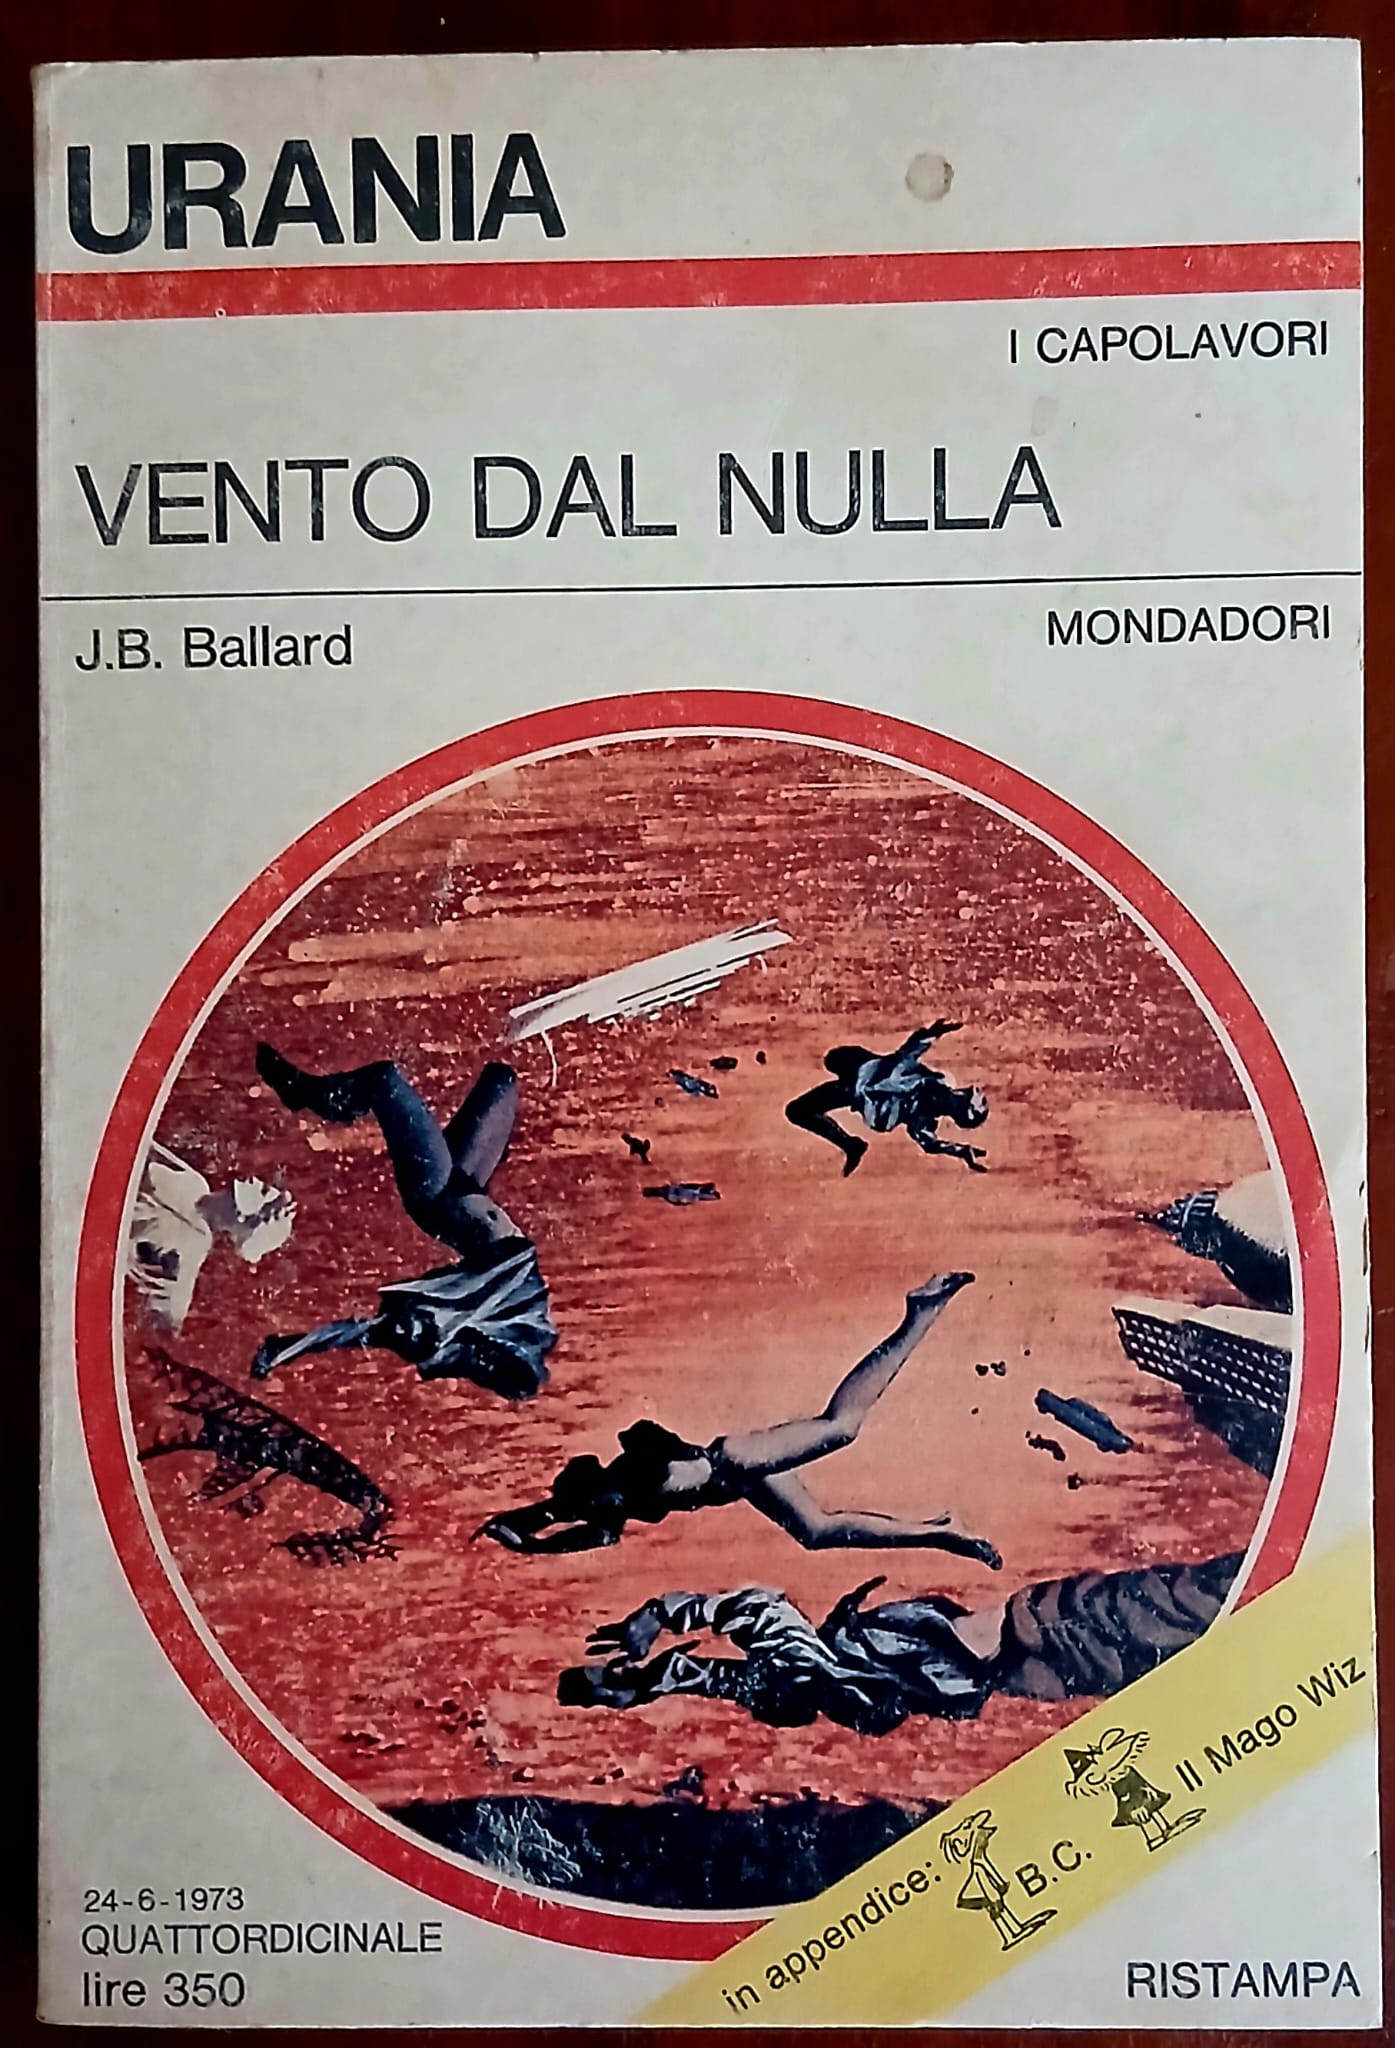 URANIA
I CAPOLAVORI
VENTO DAL NULLA
J.B. Ballard
MONDADORI
in appendice: B.C. Il Mago Wiz
24-6-1973
QUATTORDICINALE
lire 350
RISTAMPA